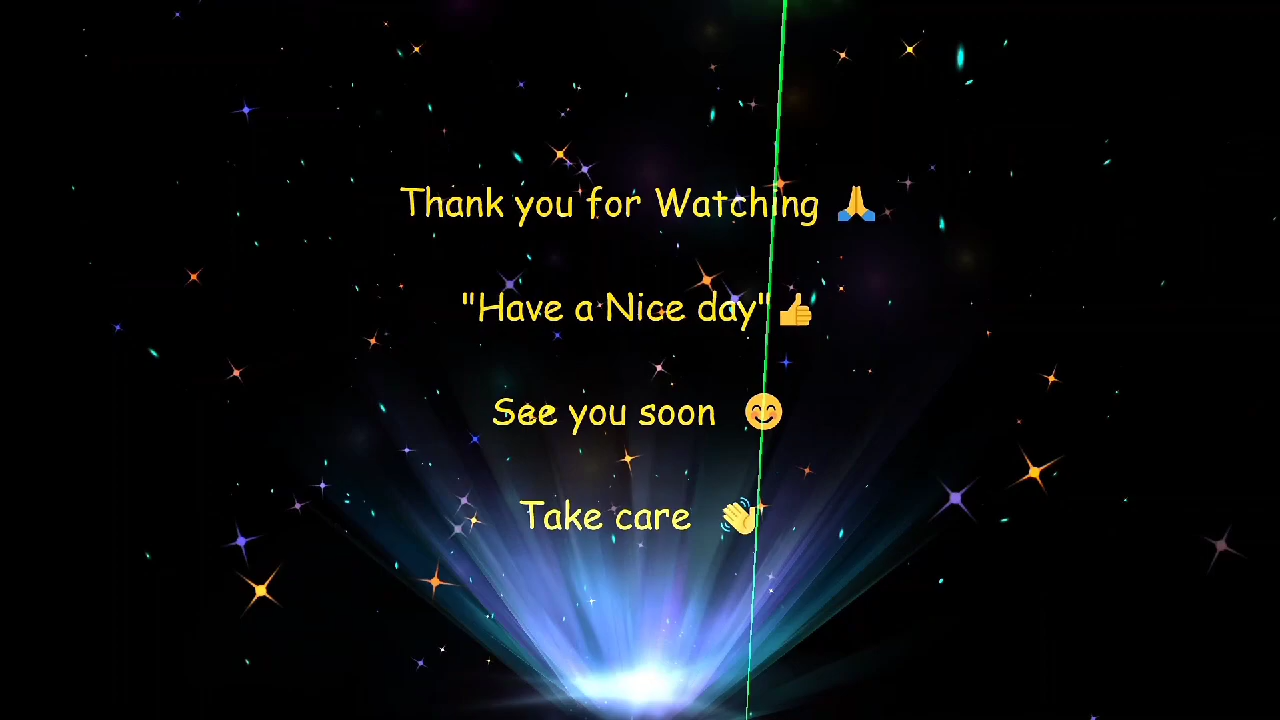 Thank you for Watching 🙏
"Have a Nice day"👍
See you soon 😊
Take care 👋